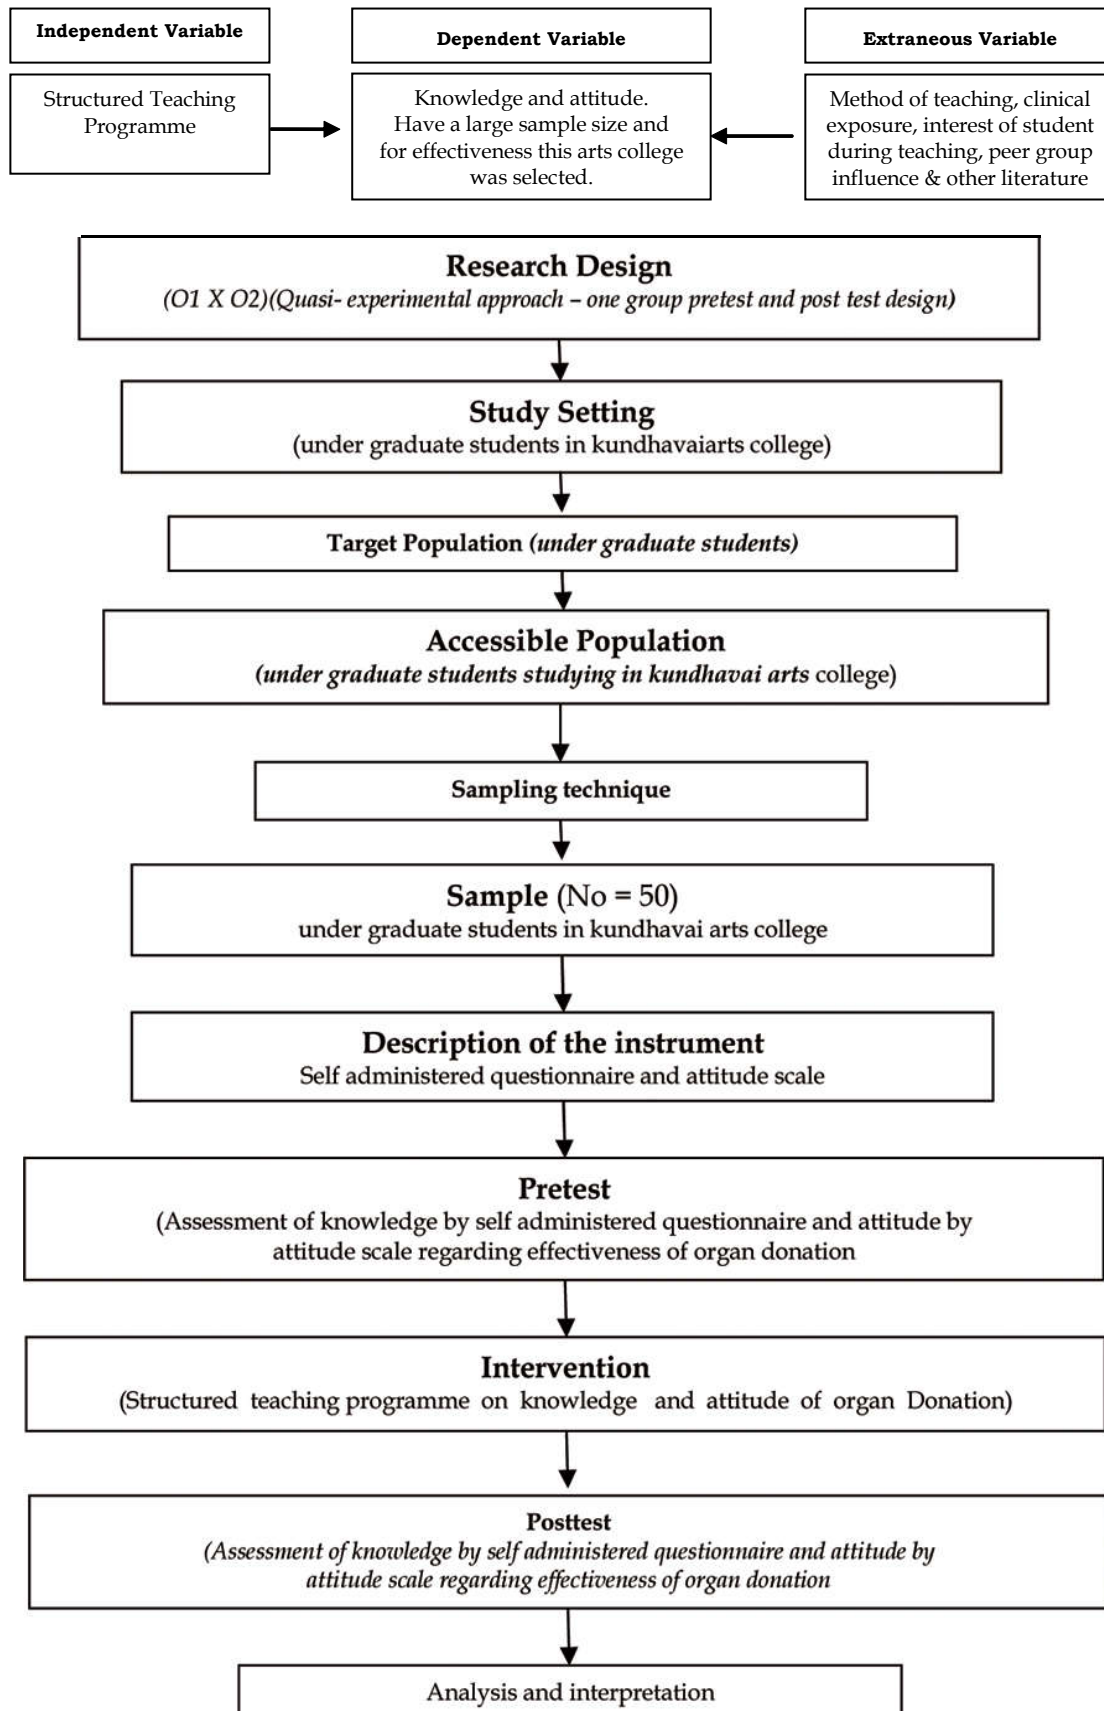 Independent Variable
Dependent Variable
Extraneous Variable
Structured Teaching
Programme
Knowledge and attitude.
Have a large sample size and
for effectiveness this arts college
was selected.
Method of teaching, clinical
exposure, interest of student
during teaching, peer group
influence & other literature
Research Design
(O1 X O2)(Quasi- experimental approach – one group pretest and post test design)
Study Setting
(under graduate students in kundhavaiarts college)
Target Population (under graduate students)
Accessible Population
(under graduate students studying in kundhavai arts college)
Sampling technique
Sample (No = 50)
under graduate students in kundhavai arts college
Description of the instrument
Self administered questionnaire and attitude scale
Pretest
(Assessment of knowledge by self administered questionnaire and attitude by
attitude scale regarding effectiveness of organ donation
Intervention
(Structured teaching programme on knowledge and attitude of organ Donation)
Posttest
(Assessment of knowledge by self administered questionnaire and attitude by
attitude scale regarding effectiveness of organ donation
Analysis and interpretation